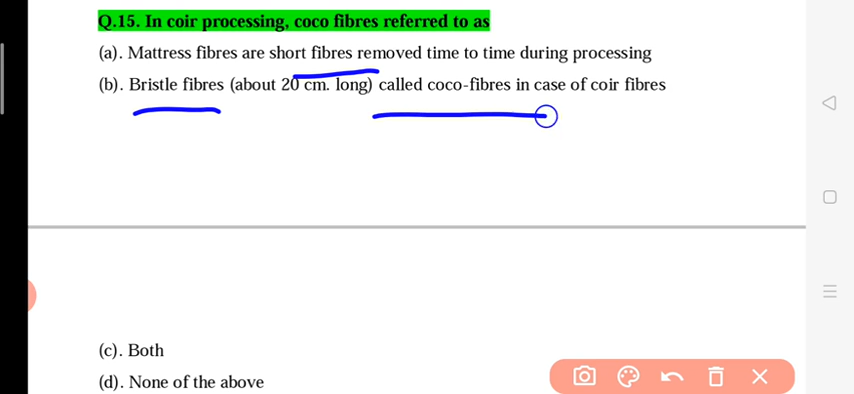 Q.15. In coir processing, coco fibres referred to as
(a). Mattress fibres are short fibres removed time to time during processing
(b). Bristle fibres (about 20 cm. long) called coco-fibres in case of coir fibres
(c). Both
(d). None of the above